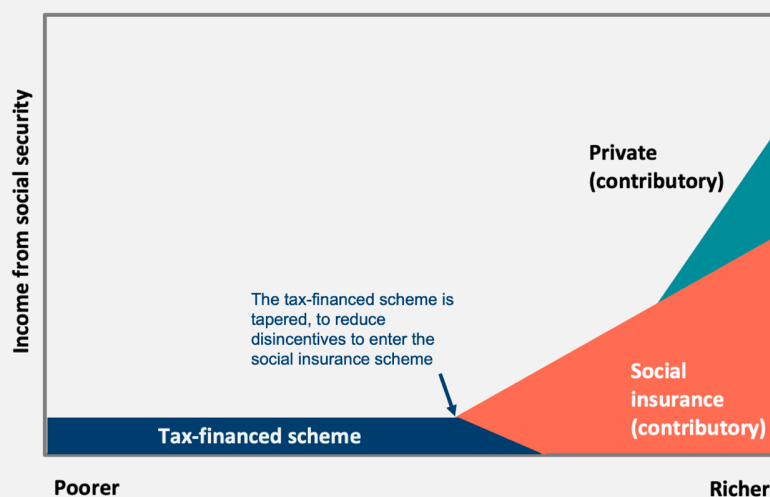 Income from social security
Private
(contributory)
The tax-financed scheme is
tapered, to reduce
disincentives to enter the
social insurance scheme
Social
insurance
(contributory)
Tax-financed scheme
Poorer
Richer